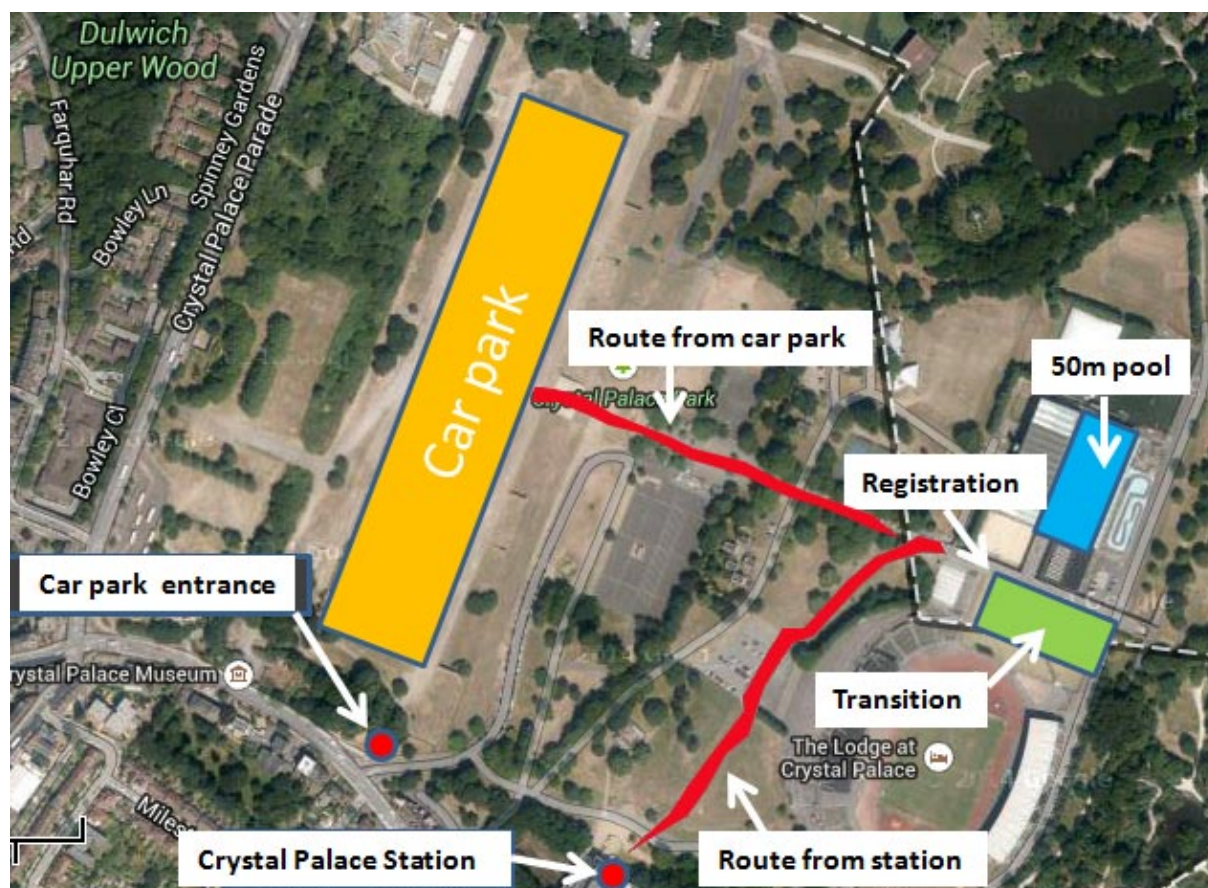 Dulwich
Upper Wood
Farquhar Rd
Spinney Gardens
Crystal Palace Parade
Bowley Ln
Rd
Car park
Route from car park
50m pool
Crystal Palace Park
Bowley Cl
Registration
Car park entrance
rystal Palace Museum
Transition
The Lodge at
Crystal Palace
Crystal Palace Station
Route from station